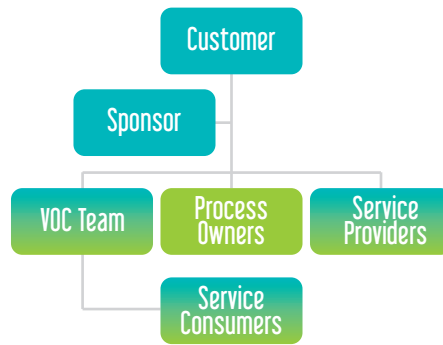 Customer
Sponsor
VOC Team
Process
Owners
Service
Providers
Service
Consumers